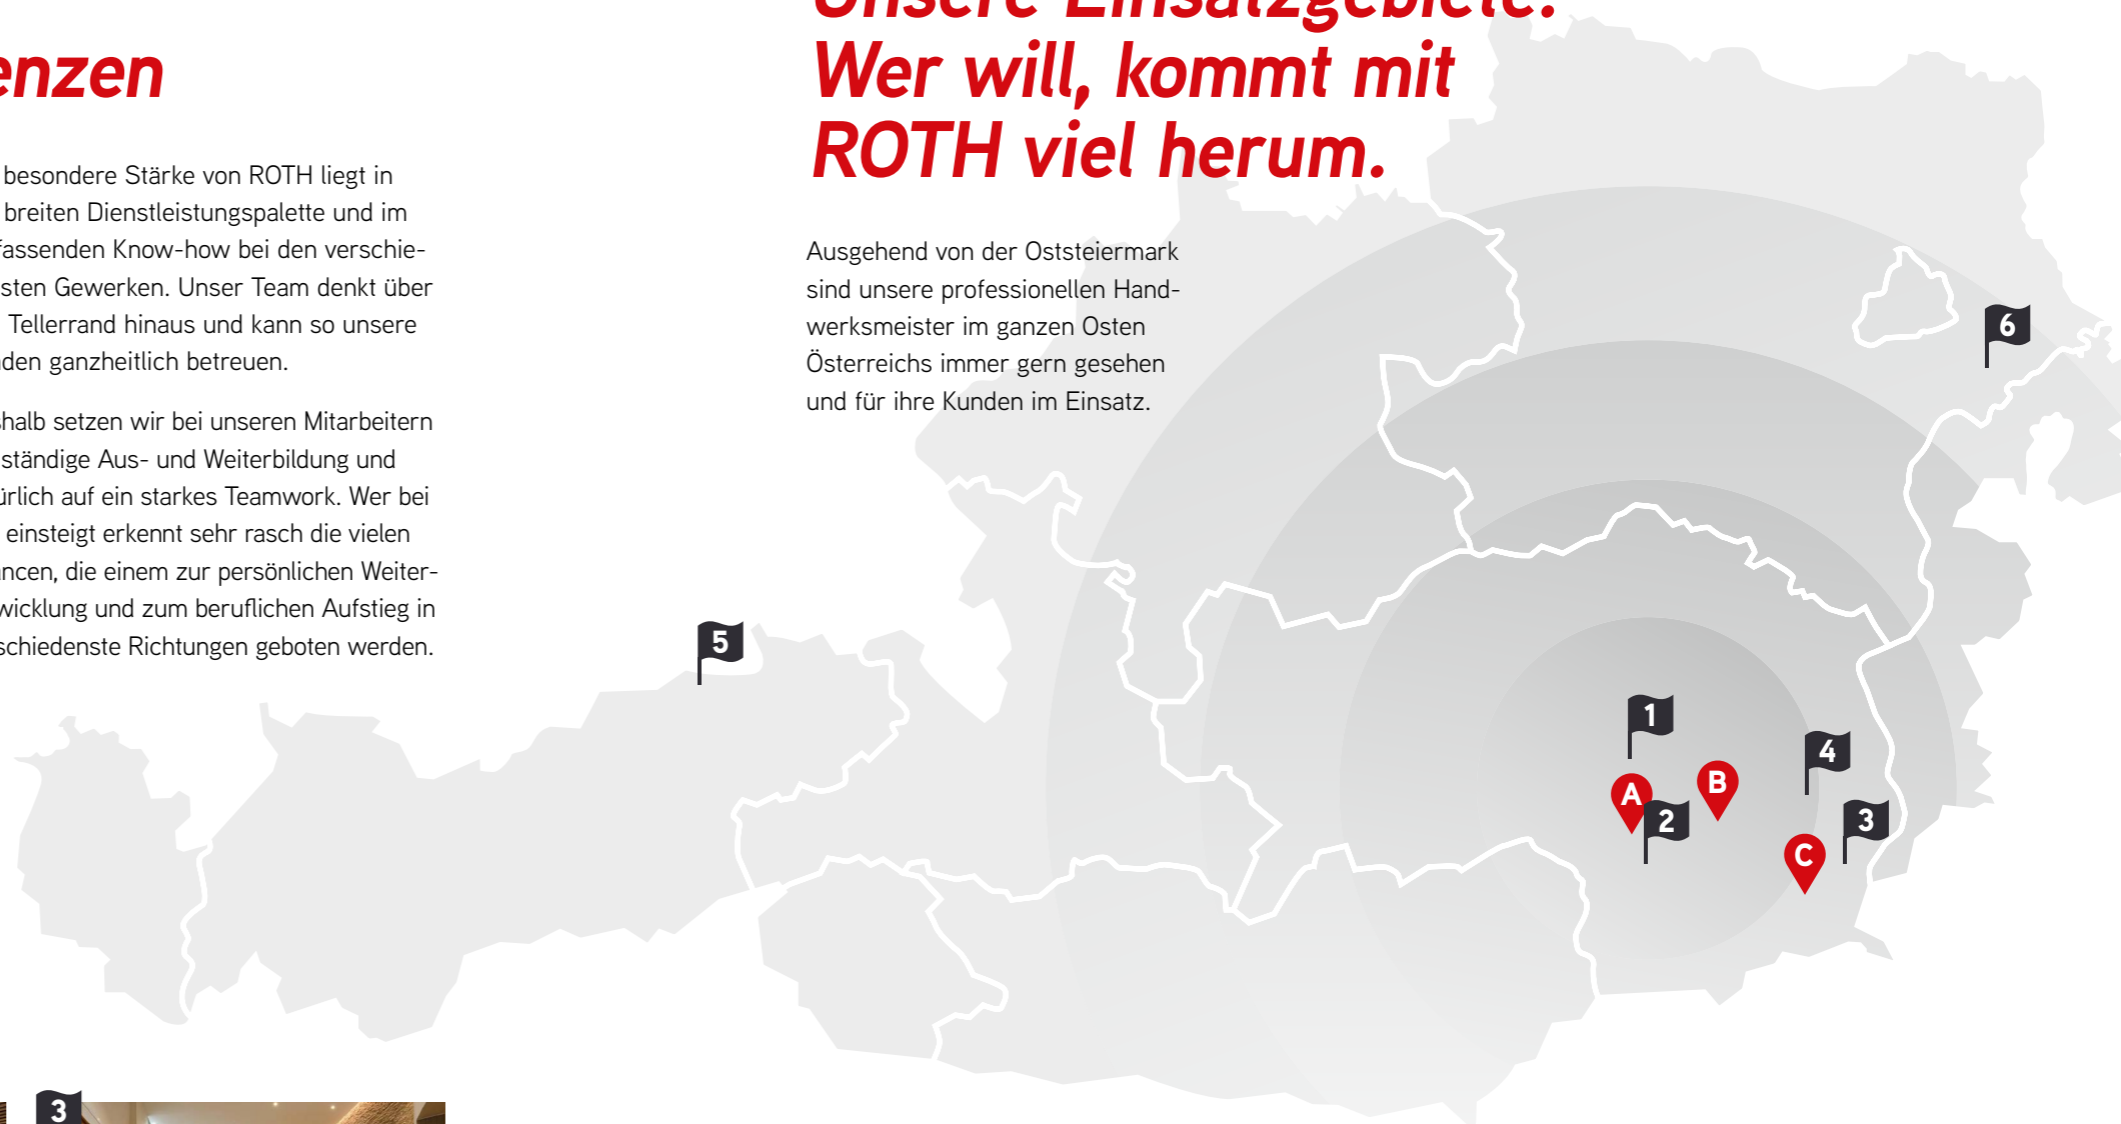 enzen
besondere Stärke von ROTH liegt in
breiten Dienstleistungspalette und im
fassenden Know-how bei den verschie-
sten Gewerken. Unser Team denkt über
Tellerrand hinaus und kann so unsere
den ganzheitlich betreuen.
halb setzen wir bei unseren Mitarbeitern
ständige Aus- und Weiterbildung und
ürlich auf ein starkes Teamwork. Wer bei
einsteigt erkennt sehr rasch die vielen
ncen, die einem zur persönlichen Weiter-
wicklung und zum beruflichen Aufstieg in
schiedenste Richtungen geboten werden.
Unsere Einsatzgebiete.
Wer will, kommt mit
ROTH viel herum.
Ausgehend von der Oststeiermark
sind unsere professionellen Hand-
werksmeister im ganzen Osten
Österreichs immer gern gesehen
und für ihre Kunden im Einsatz.
6
5
1
4
B
A
2
3
C
3